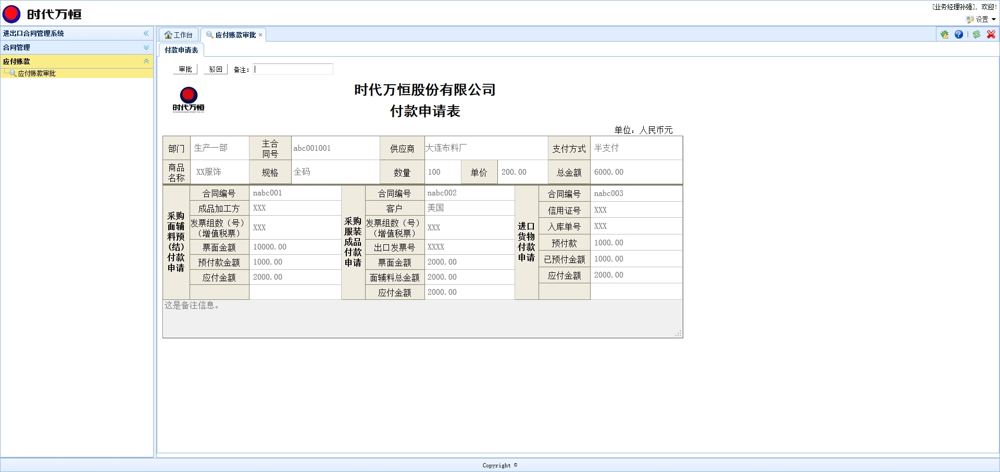 时代万恒
[业务经理孙强], 欢迎!
设置
进出口合同管理系统
合同管理
应付账款
应付账款审批
工作台
应付账款审批 ×
付款申请表
审批 驳回 备注:
时代万恒
时代万恒股份有限公司
付款申请表
单位：人民币元
部门 生产一部 主合同号 abc001001 供应商 大连布料厂 支付方式 半支付
商品名称 XX服饰 规格 全码 数量 100 单价 200.00 总金额 6000.00
采购面辅料预(结)付款申请
合同编号 nabc001
成品加工方 XXX
发票组数（号）（增值税票） XXX
票面金额 10000.00
预付款金额 1000.00
应付金额 2000.00
采购服装成品付款申请
合同编号 nabc002
客户 美国
发票组数（号）（增值税票） XXX
出口发票号 XXXX
票面金额 2000.00
面辅料总金额 2000.00
应付金额 2000.00
进口货物付款申请
合同编号 nabc003
信用证号 XXX
入库单号 XXX
预付款 1000.00
已预付金额 1000.00
应付金额 2000.00
这是备注信息。
Copyright ©